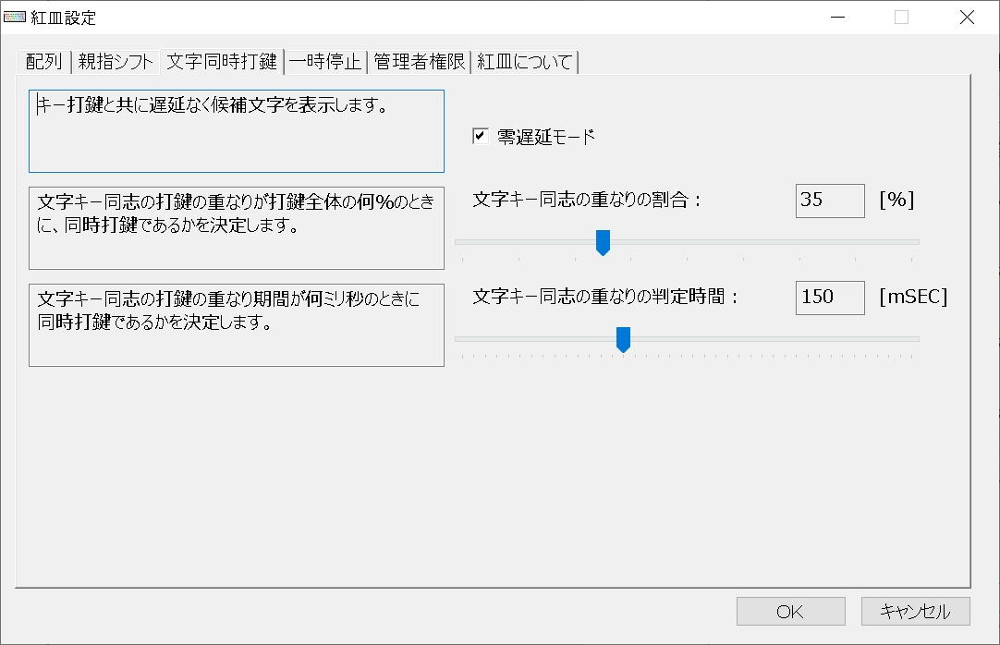 紅皿設定
配列 親指シフト 文字同時打鍵 一時停止 管理者権限 紅皿について
キー打鍵と共に遅延なく候補文字を表示します。
零遅延モード
文字キー同志の打鍵の重なりが打鍵全体の何%のとき
に、同時打鍵であるかを決定します。
文字キー同志の重なりの割合： 35 [%]
文字キー同志の打鍵の重なり期間が何ミリ秒のときに
同時打鍵であるかを決定します。
文字キー同志の重なりの判定時間： 150 [mSEC]
OK キャンセル